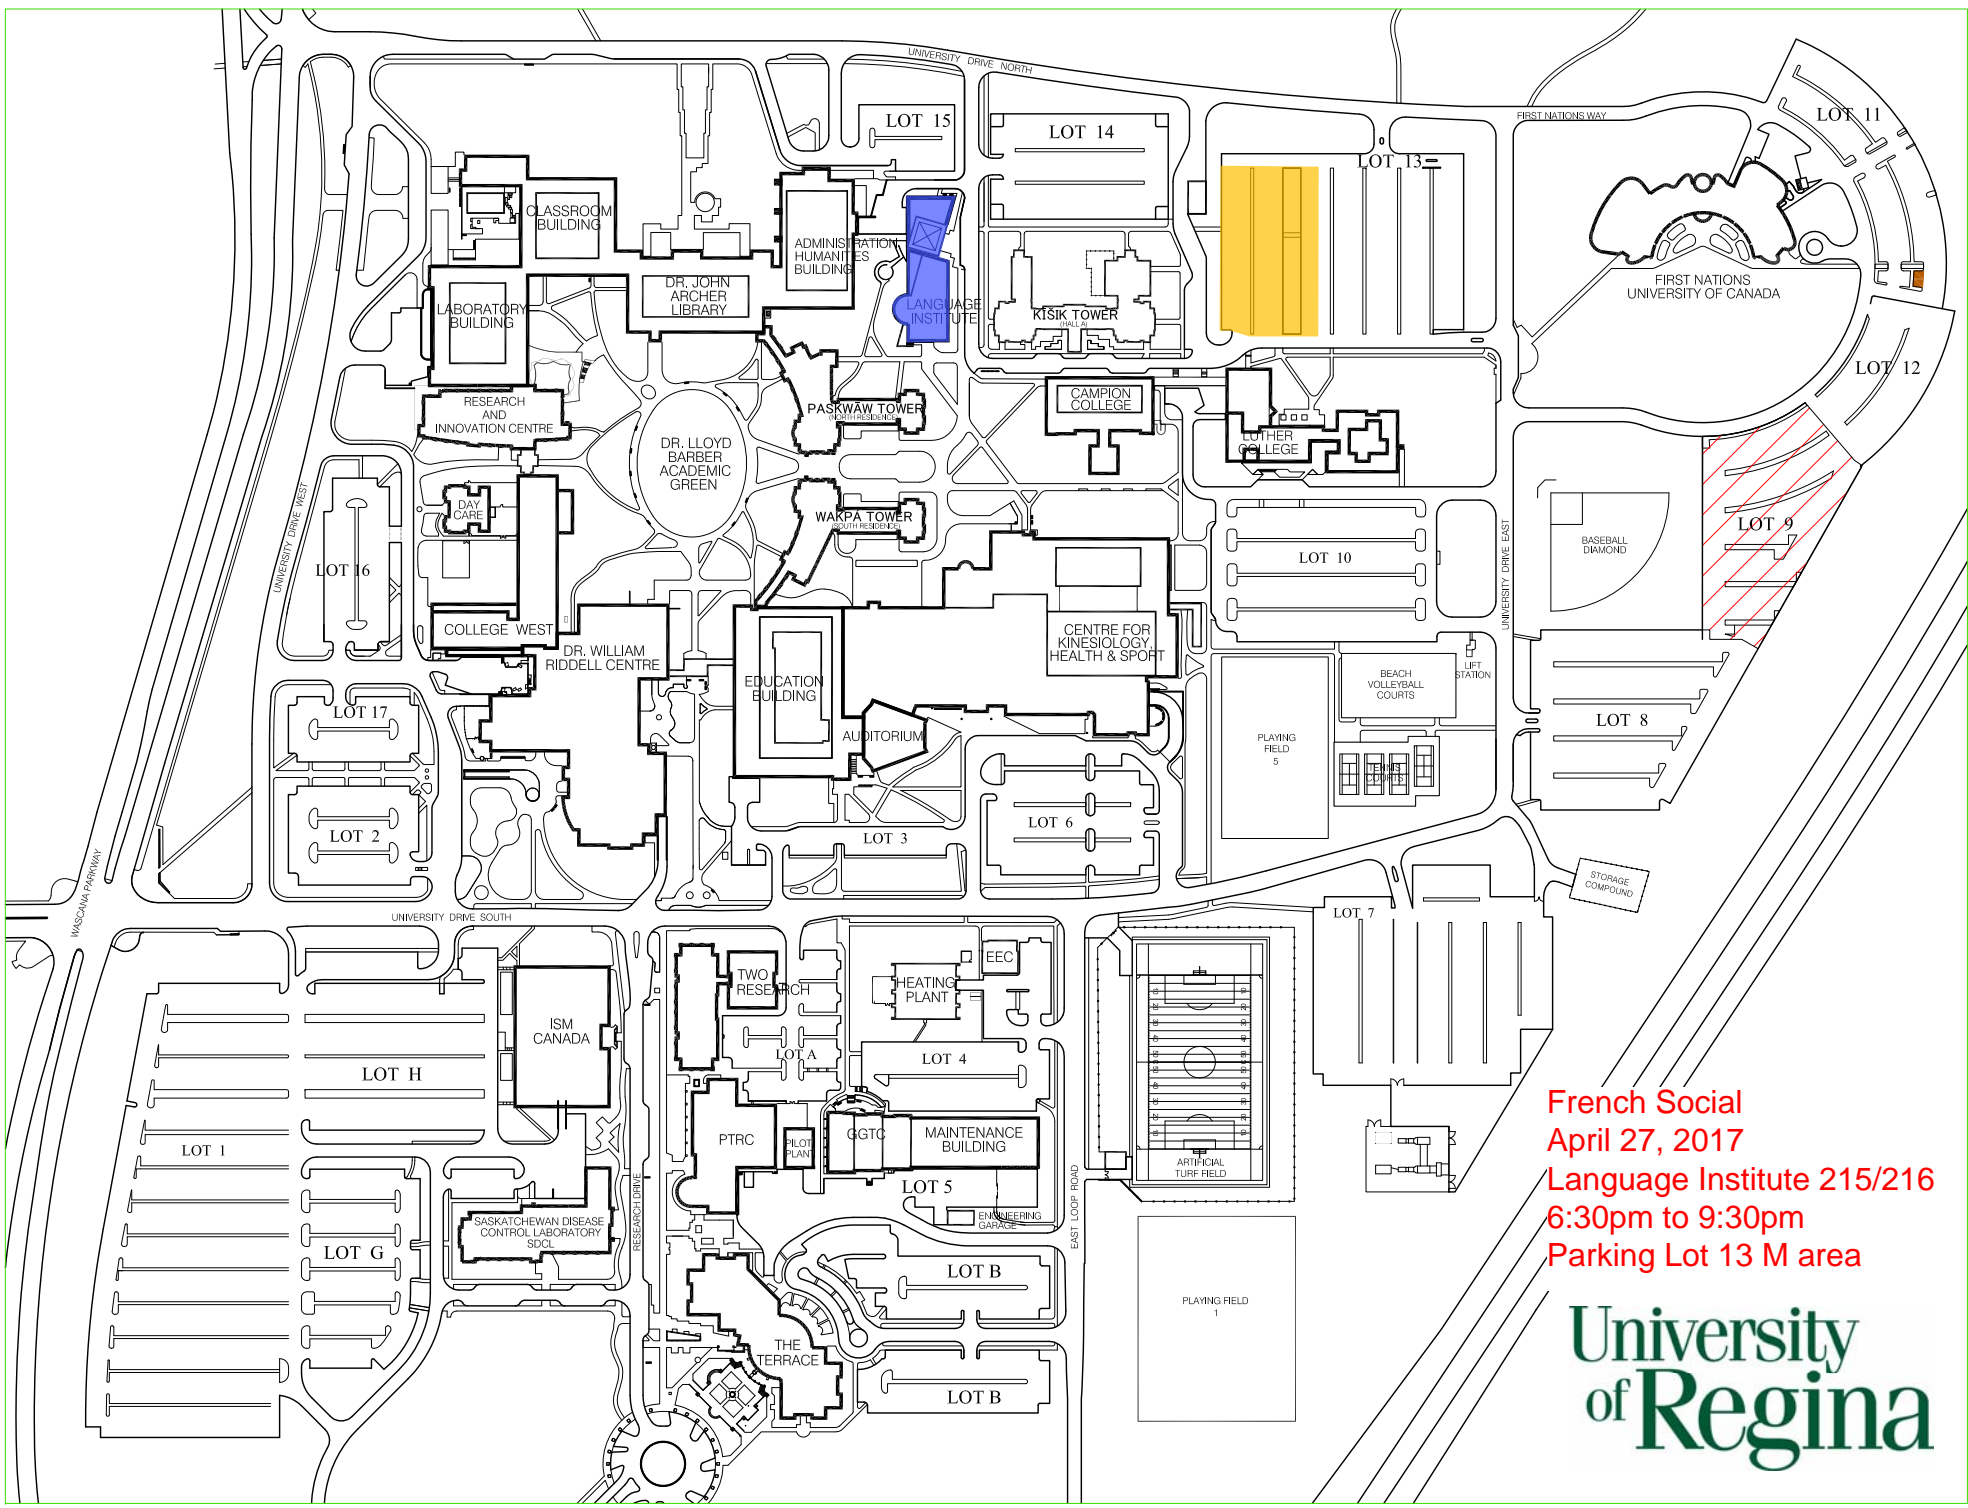 UNIVERSITY DRIVE NORTH
FIRST NATIONS WAY
LOT 11
LOT 15
LOT 14
LOT 13
CLASSROOM
BUILDING
ADMINISTRATION
HUMANITIES
BUILDING
DR. JOHN
ARCHER
LIBRARY
LABORATORY
BUILDING
LANGUAGE
INSTITUTE
KĪSIK TOWER
(HALL A)
FIRST NATIONS
UNIVERSITY OF CANADA
LOT 12
RESEARCH
AND
INNOVATION CENTRE
PASKWĀW TOWER
(NORTH RESIDENCE)
CAMPION
COLLEGE
LUTHER
COLLEGE
DR. LLOYD
BARBER
ACADEMIC
GREEN
DAY
CARE
WAKPÁ TOWER
(SOUTH RESIDENCE)
UNIVERSITY DRIVE WEST
LOT 16
LOT 10
UNIVERSITY DRIVE EAST
BASEBALL
DIAMOND
LOT 9
COLLEGE WEST
DR. WILLIAM
RIDDELL CENTRE
CENTRE FOR
KINESIOLOGY,
HEALTH & SPORT
EDUCATION
BUILDING
AUDITORIUM
BEACH
VOLLEYBALL
COURTS
LIFT
STATION
LOT 17
LOT 8
PLAYING
FIELD
5
TENNIS
COURTS
LOT 2
LOT 3
LOT 6
WASCANA PARKWAY
STORAGE
COMPOUND
UNIVERSITY DRIVE SOUTH
LOT 7
TWO
RESEARCH
HEATING
PLANT
EEC
ISM
CANADA
LOT A
LOT 4
LOT H
LOT 1
PTRC
PILOT
PLANT
GGTC
MAINTENANCE
BUILDING
ARTIFICIAL
TURF FIELD
LOT 5
ENGINEERING
GARAGE
RESEARCH DRIVE
EAST LOOP ROAD
SASKATCHEWAN DISEASE
CONTROL LABORATORY
SDCL
LOT G
LOT B
PLAYING FIELD
1
THE
TERRACE
LOT B
French Social
April 27, 2017
Language Institute 215/216
6:30pm to 9:30pm
Parking Lot 13 M area
University
of Regina